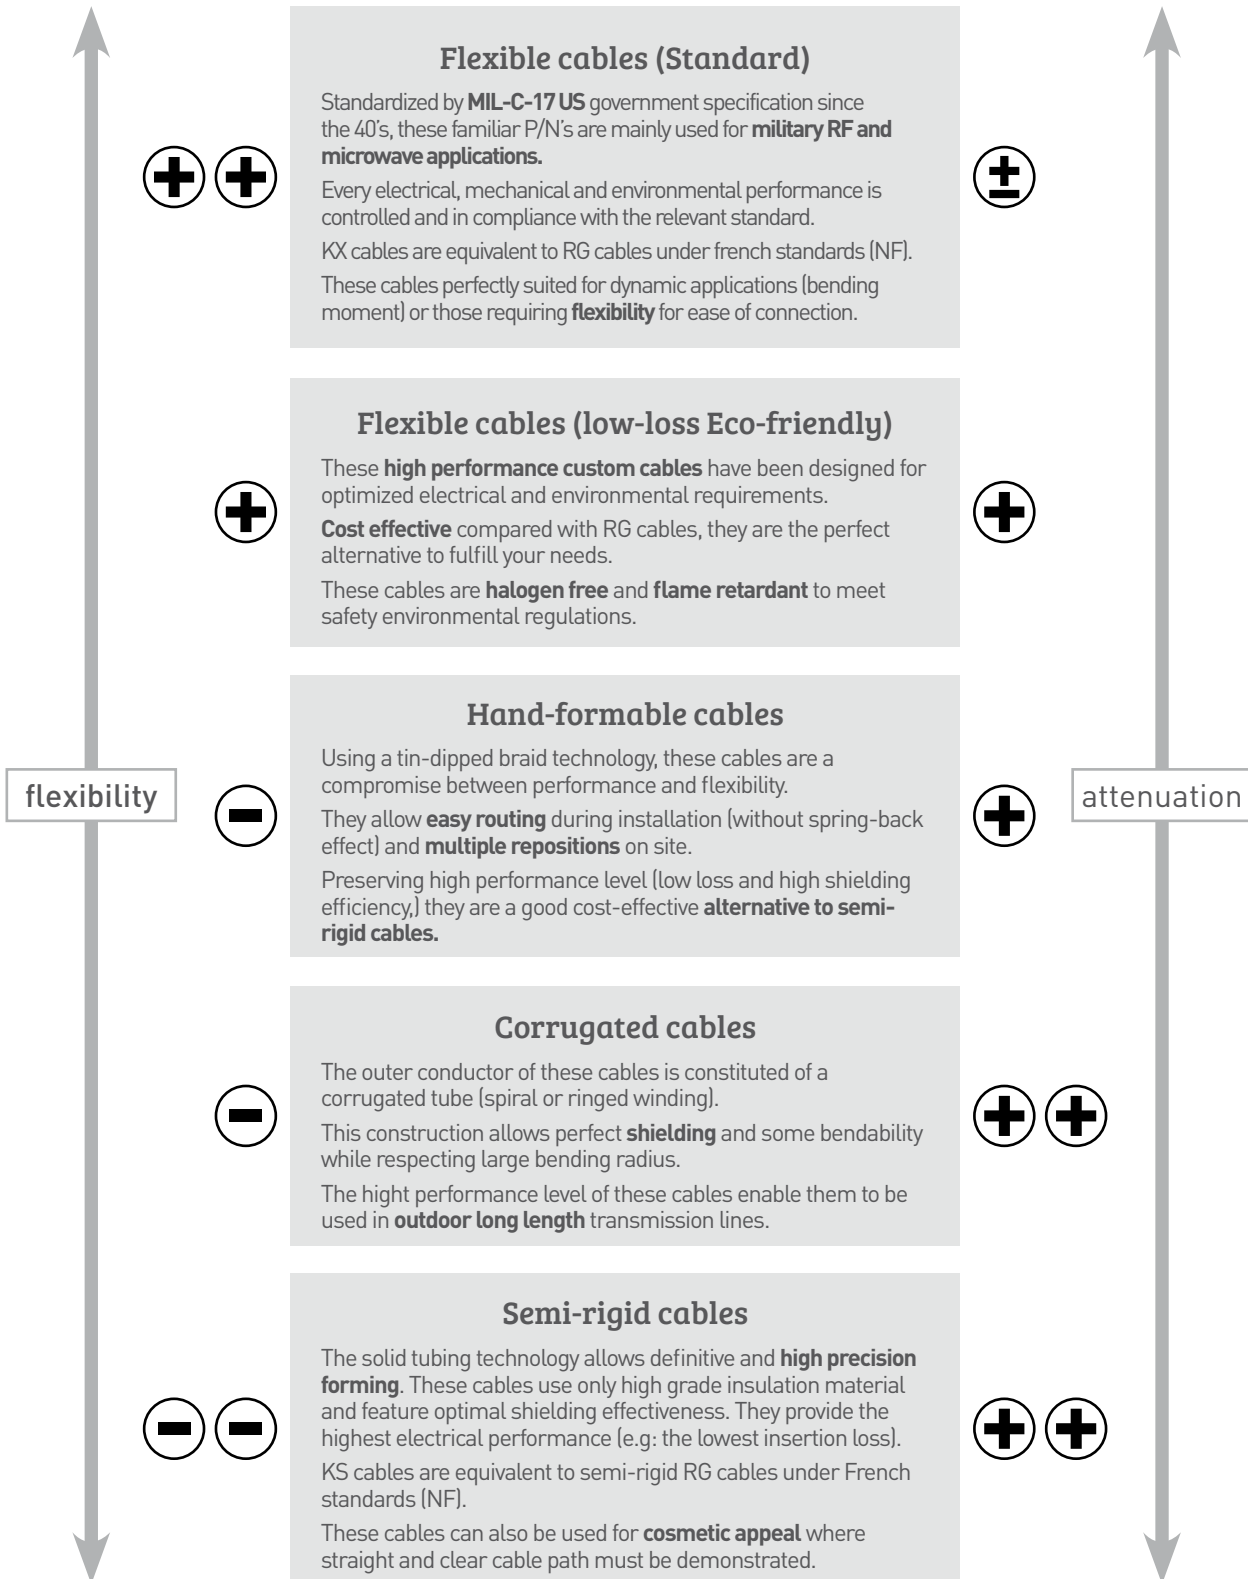 Flexible cables (Standard)
Standardized by MIL-C-17 US government specification since
the 40's, these familiar P/N's are mainly used for military RF and
microwave applications.
Every electrical, mechanical and environmental performance is
controlled and in compliance with the relevant standard.
KX cables are equivalent to RG cables under french standards (NF).
These cables perfectly suited for dynamic applications (bending
moment) or those requiring flexibility for ease of connection.
Flexible cables (low-loss Eco-friendly)
These high performance custom cables have been designed for
optimized electrical and environmental requirements.
Cost effective compared with RG cables, they are the perfect
alternative to fulfill your needs.
These cables are halogen free and flame retardant to meet
safety environmental regulations.
Hand-formable cables
Using a tin-dipped braid technology, these cables are a
compromise between performance and flexibility.
They allow easy routing during installation (without spring-back
effect) and multiple repositions on site.
Preserving high performance level (low loss and high shielding
efficiency,) they are a good cost-effective alternative to semi-
rigid cables.
flexibility
attenuation
Corrugated cables
The outer conductor of these cables is constituted of a
corrugated tube (spiral or ringed winding).
This construction allows perfect shielding and some bendability
while respecting large bending radius.
The hight performance level of these cables enable them to be
used in outdoor long length transmission lines.
Semi-rigid cables
The solid tubing technology allows definitive and high precision
forming. These cables use only high grade insulation material
and feature optimal shielding effectiveness. They provide the
highest electrical performance (e.g: the lowest insertion loss).
KS cables are equivalent to semi-rigid RG cables under French
standards (NF).
These cables can also be used for cosmetic appeal where
straight and clear cable path must be demonstrated.